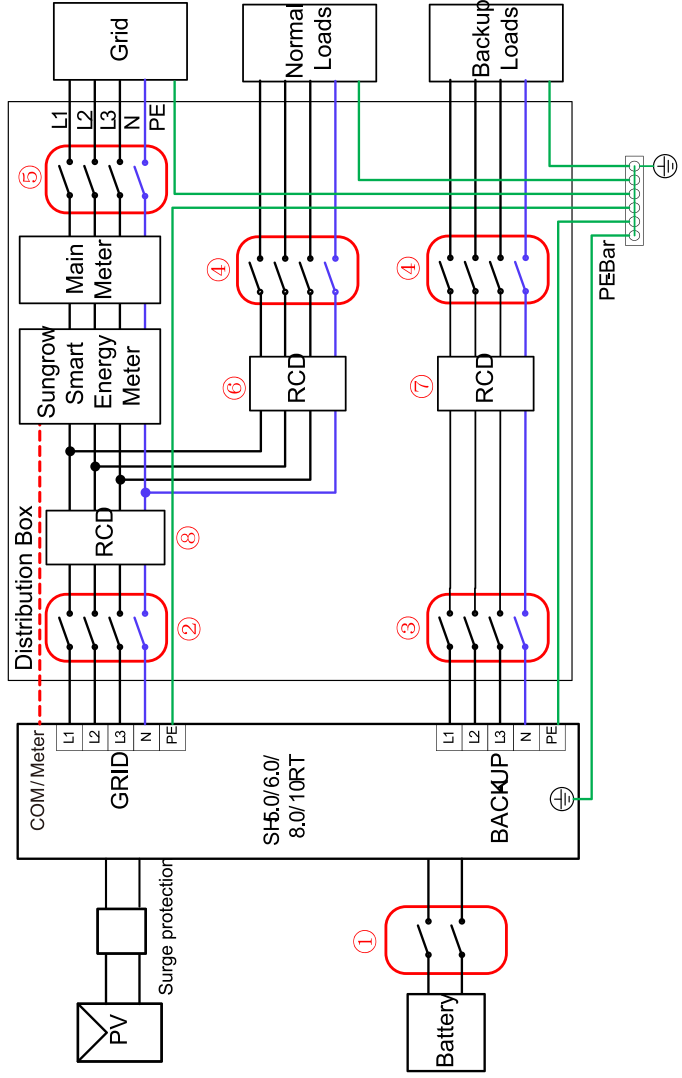 Distribution Box
COM/ Meter
PV
Surge protection
GRID
L1
L2
L3
N
PE
②
RCD
⑧
Sungrow
Smart
Energy
Meter
Main
Meter
⑤
L1
L2
L3
N
PE
Grid
SH5.0/6.0/
8.0/10RT
⑥
RCD
④
Normal
Loads
①
Battery
BACKUP
L1
L2
L3
N
PE
③
⑦
RCD
④
Backup
Loads
PE Bar